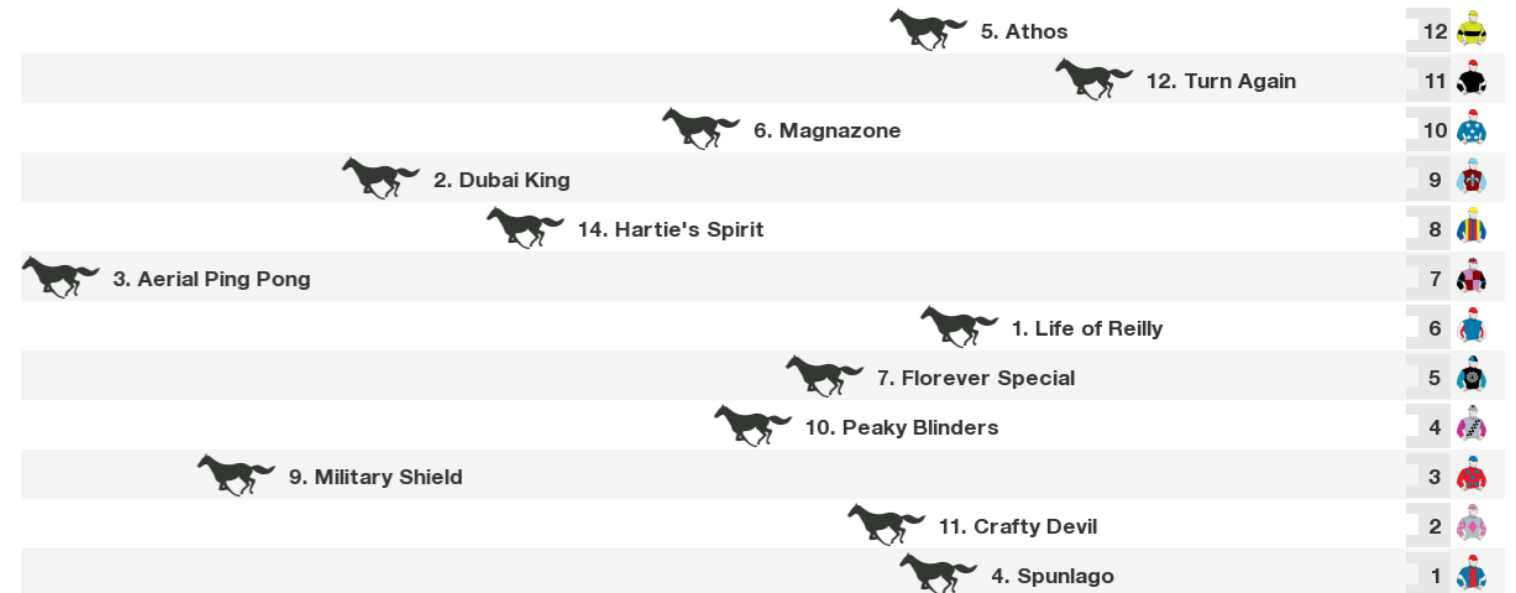 5. Athos 12
12. Turn Again 11
6. Magnazone 10
2. Dubai King 9
14. Hartie's Spirit 8
3. Aerial Ping Pong 7
1. Life of Reilly 6
7. Florever Special 5
10. Peaky Blinders 4
9. Military Shield 3
11. Crafty Devil 2
4. Spunlago 1